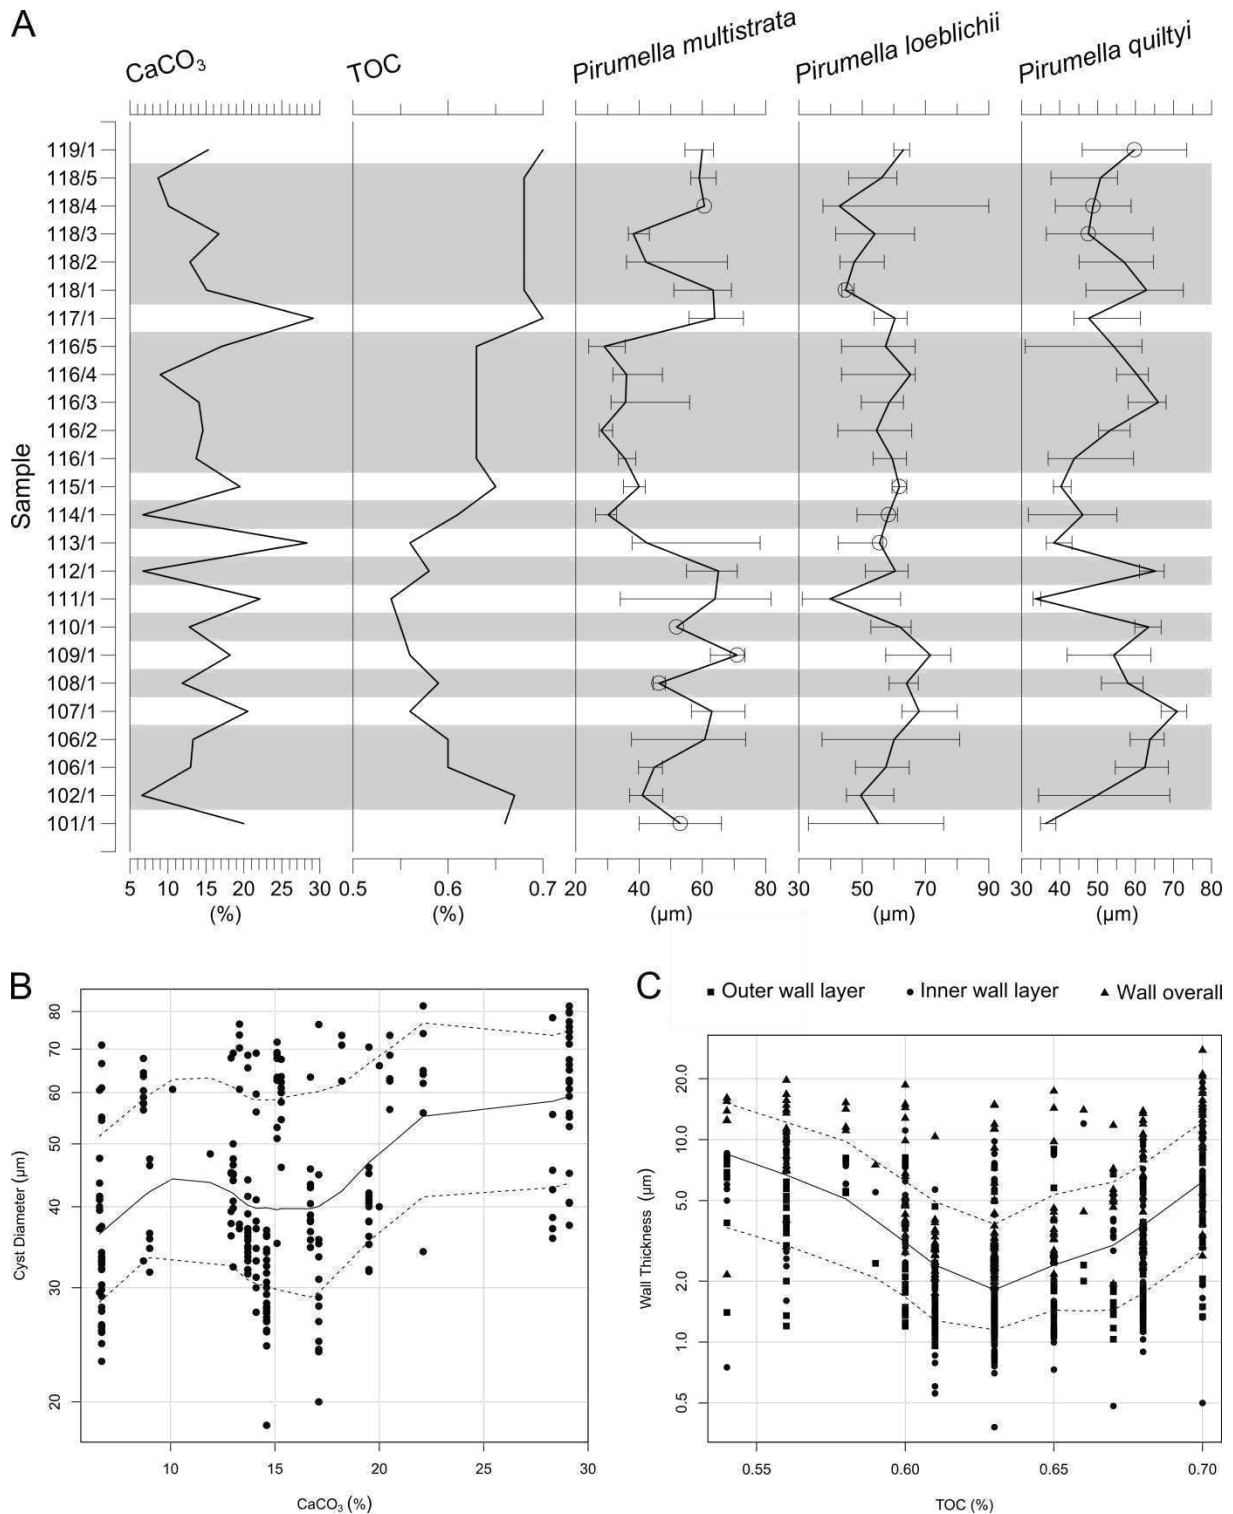 A
CaCO3 TOC Pirumella multistrata Pirumella loeblichii Pirumella quiltyi
Sample
119/1
118/5
118/4
118/3
118/2
118/1
117/1
116/5
116/4
116/3
116/2
116/1
115/1
114/1
113/1
112/1
111/1
110/1
109/1
108/1
107/1
106/2
106/1
102/1
101/1
5 10 15 20 25 30 0.5 0.6 0.7 20 40 60 80 30 50 70 90 30 40 50 60 70 80
(%) (%) (μm) (μm) (μm)
B
Cyst Diameter (μm)
80
70
60
50
40
30
20
10 15 20 25 30
CaCO3 (%)
C
Outer wall layer Inner wall layer Wall overall
Wall Thickness (μm)
20.0
10.0
5.0
2.0
1.0
0.5
0.55 0.60 0.65 0.70
TOC (%)